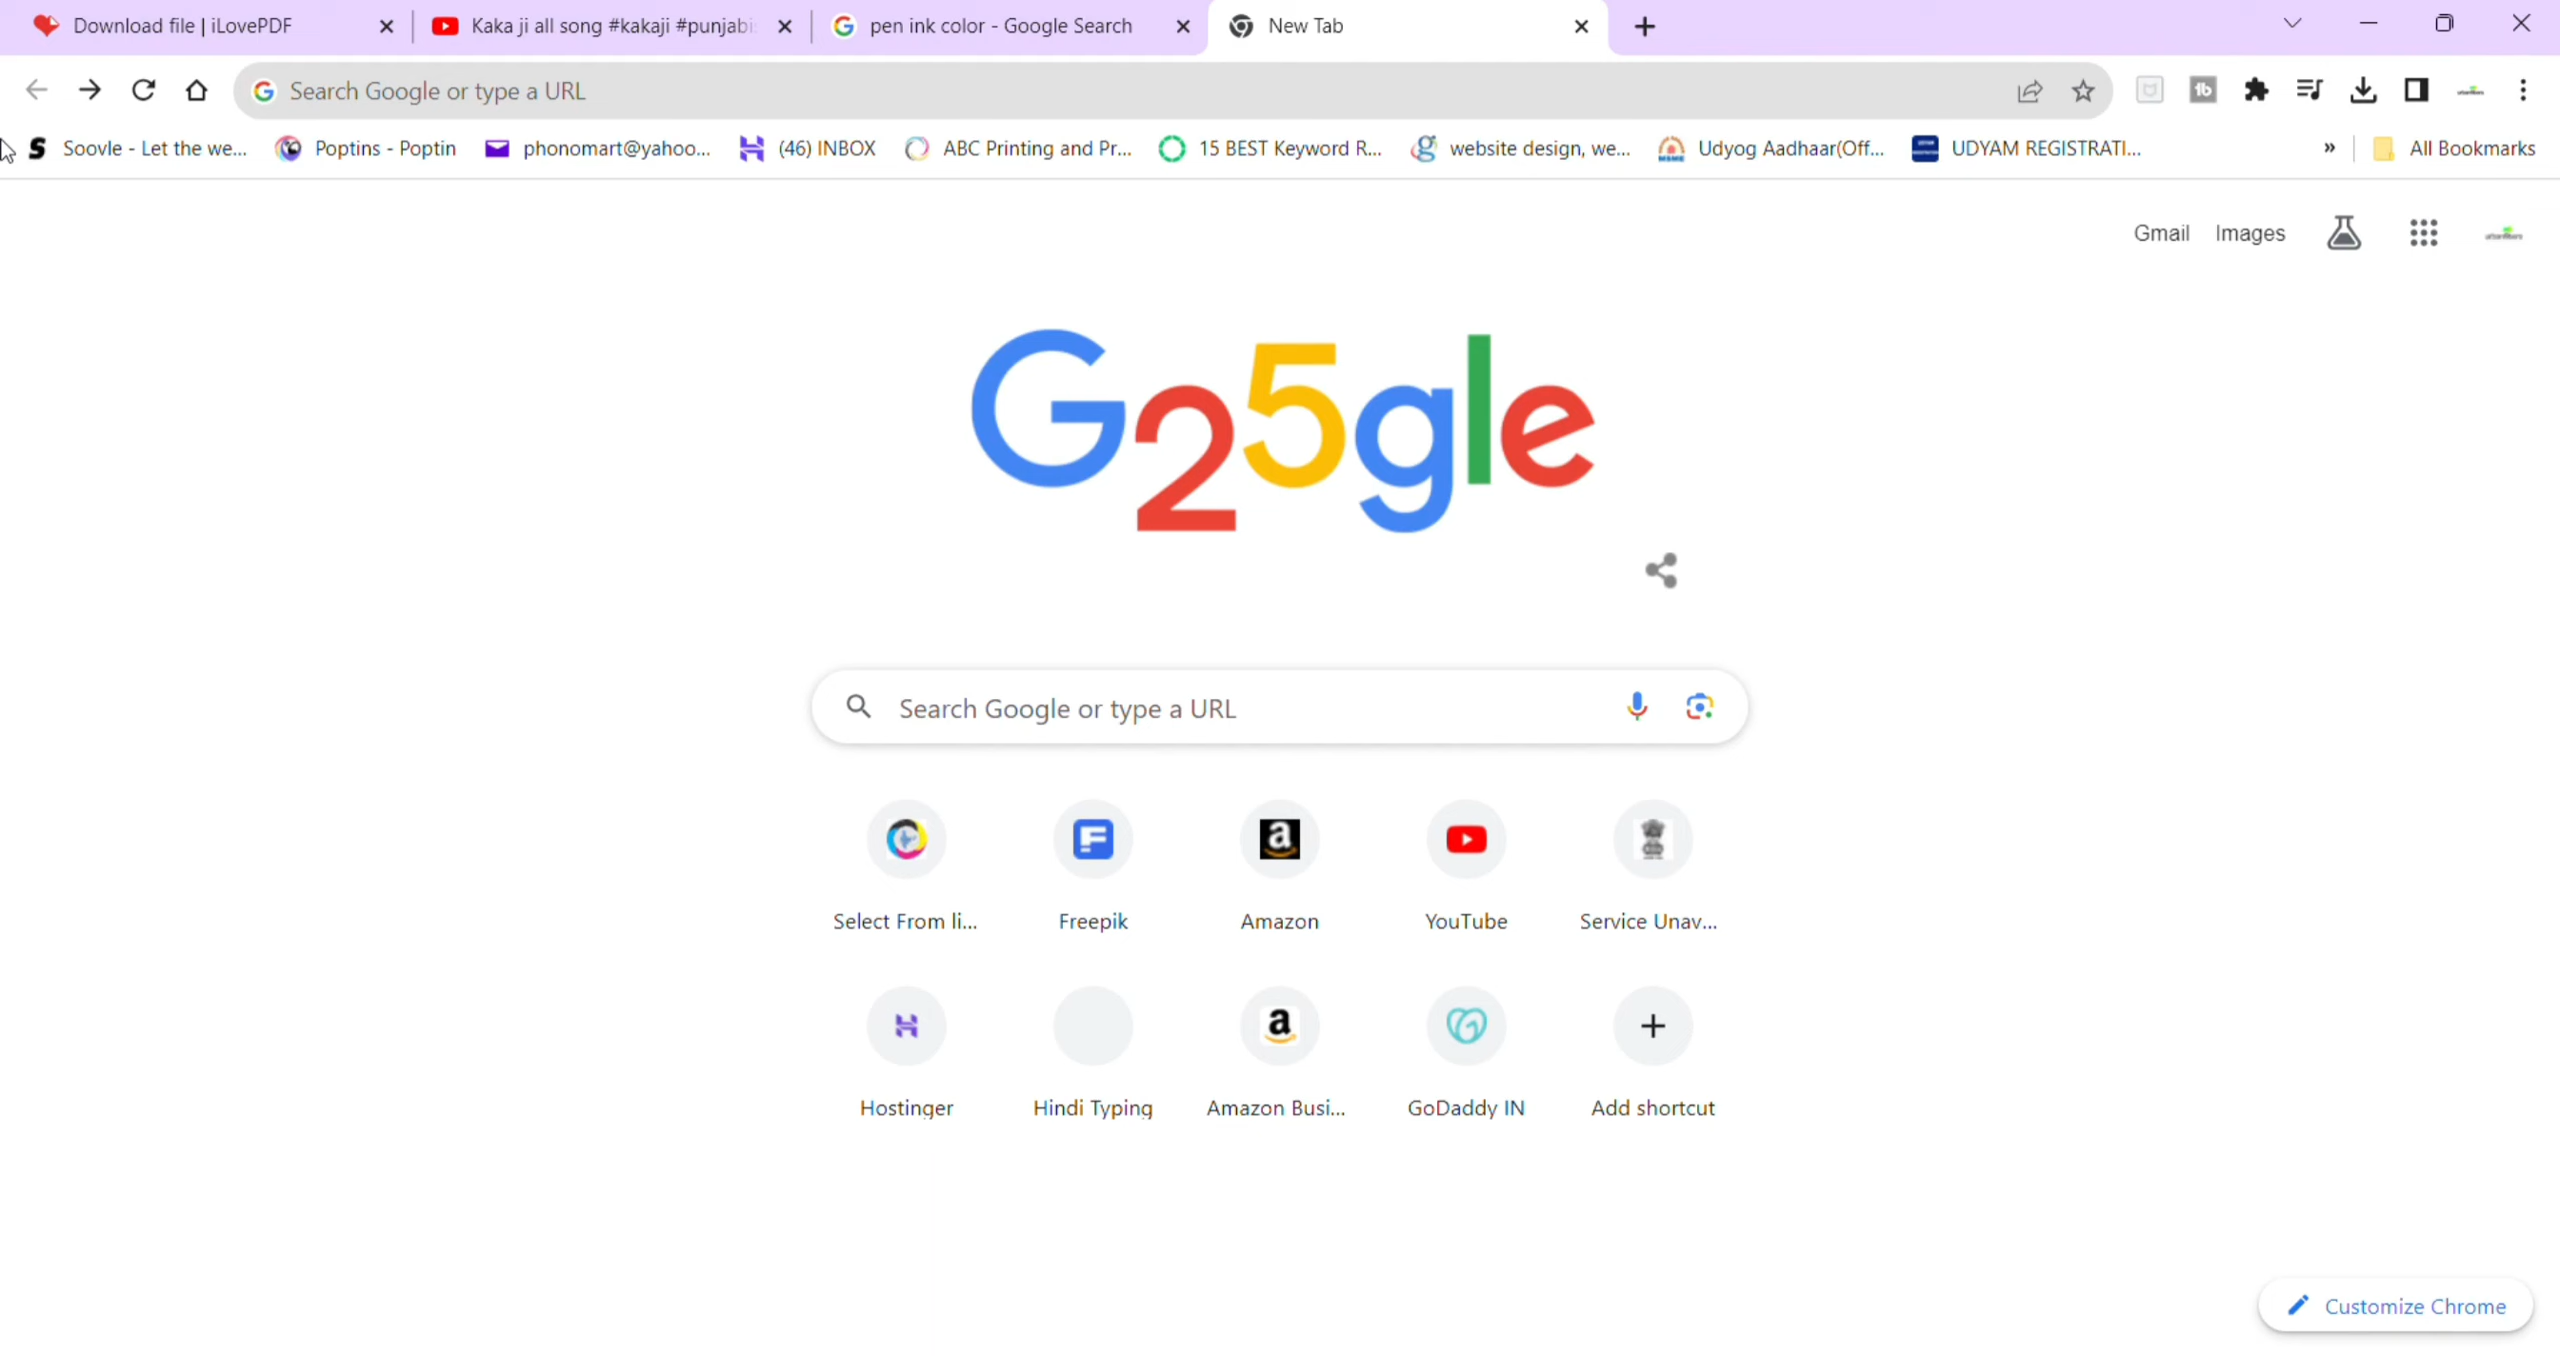 Download file | iLovePDF
Kaka ji all song #kakaji #punjabi
pen ink color - Google Search
New Tab
Search Google or type a URL
Soovle - Let the we...
Poptins - Poptin
phonomart@yahoo...
(46) INBOX
ABC Printing and Pr...
15 BEST Keyword R...
website design, we...
Udyog Aadhaar(Off...
UDYAM REGISTRATI...
»
All Bookmarks
Gmail
Images
G25gle
Search Google or type a URL
Select From li...
Freepik
Amazon
YouTube
Service Unav...
Hostinger
Hindi Typing
Amazon Busi...
GoDaddy IN
Add shortcut
Customize Chrome